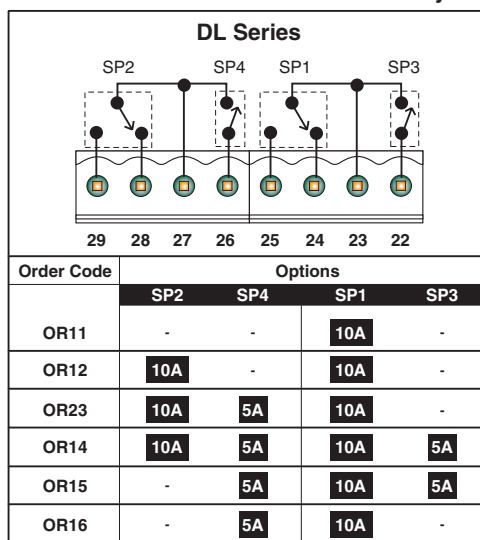 DL Series
SP2 SP4 SP1 SP3
29 28 27 26 25 24 23 22
Order Code Options
SP2 SP4 SP1 SP3
OR11 - - 10A -
OR12 10A - 10A -
OR23 10A 5A 10A -
OR14 10A 5A 10A 5A
OR15 - 5A 10A 5A
OR16 - 5A 10A -